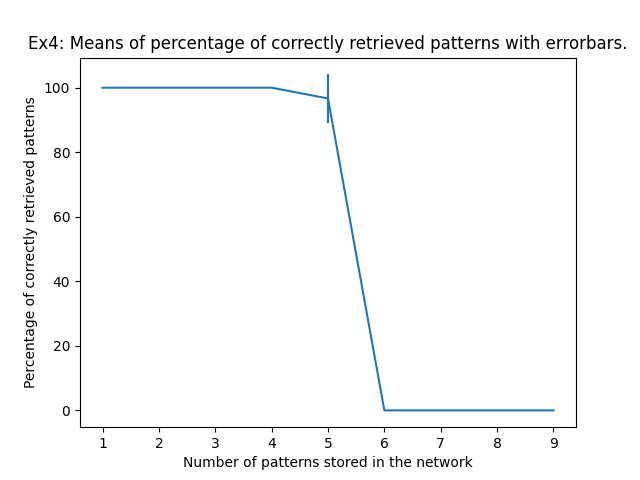 Ex4: Means of percentage of correctly retrieved patterns with errorbars.
Percentage of correctly retrieved patterns
100
80
60
40
20
0
1 2 3 4 5 6 7 8 9
Number of patterns stored in the network